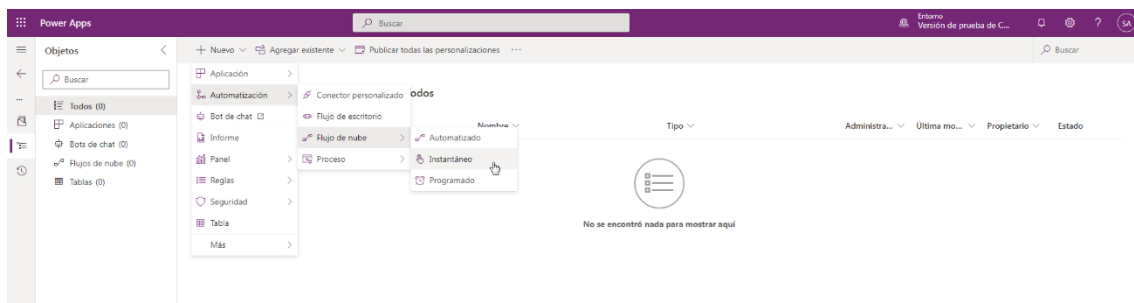 Power Apps
Buscar
Entorno
Versión de prueba de C...
?
SA
Objetos
Nuevo
Agregar existente
Publicar todas las personalizaciones
...
Buscar
Buscar
Todos (0)
Aplicaciones (0)
Bots de chat (0)
Flujos de nube (0)
Tablas (0)
Aplicación
Automatización
Bot de chat
Informe
Panel
Reglas
Seguridad
Tabla
Más
Conector personalizado
Flujo de escritorio
Flujo de nube
Proceso
Automatizado
Instantáneo
Programado
odos
Nombre
Tipo
Administra...
Última mo...
Propietario
Estado
No se encontró nada para mostrar aquí